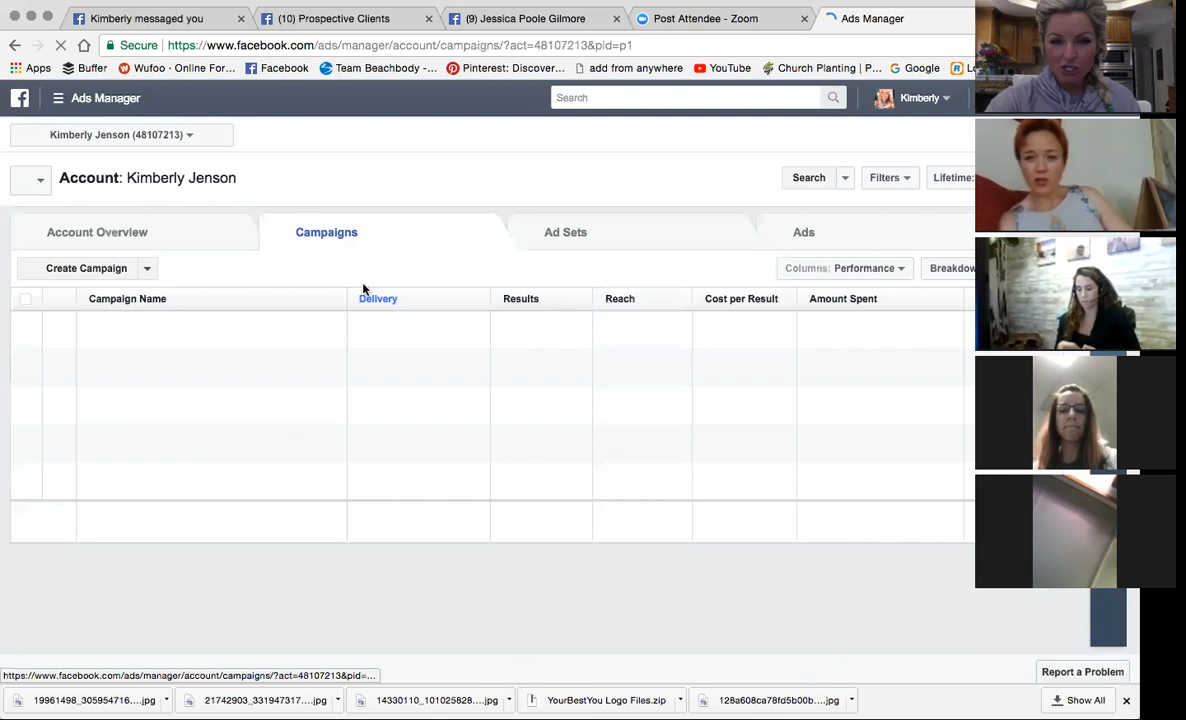 Kimberly messaged you
(10) Prospective Clients
(9) Jessica Poole Gilmore
Post Attendee - Zoom
Ads Manager
Secure
https://www.facebook.com/ads/manager/account/campaigns/?act=48107213&pid=p1
Apps
Buffer
Wufoo - Online For...
Facebook
Team Beachbody -...
Pinterest: Discover...
add from anywhere
YouTube
Church Planting | P...
Google
Lo
Ads Manager
Search
Kimberly
Kimberly Jenson (48107213)
Account: Kimberly Jenson
Search
Filters
Lifetime:
Account Overview
Campaigns
Ad Sets
Ads
Create Campaign
Columns: Performance
Breakdow
Campaign Name
Delivery
Results
Reach
Cost per Result
Amount Spent
https://www.facebook.com/ads/manager/account/campaigns/?act=48107213&pid=...
Report a Problem
19961498_305954716....jpg
21742903_331947317....jpg
14330110_101025828....jpg
YourBestYou Logo Files.zip
128a608ca78fd5b00b....jpg
Show All